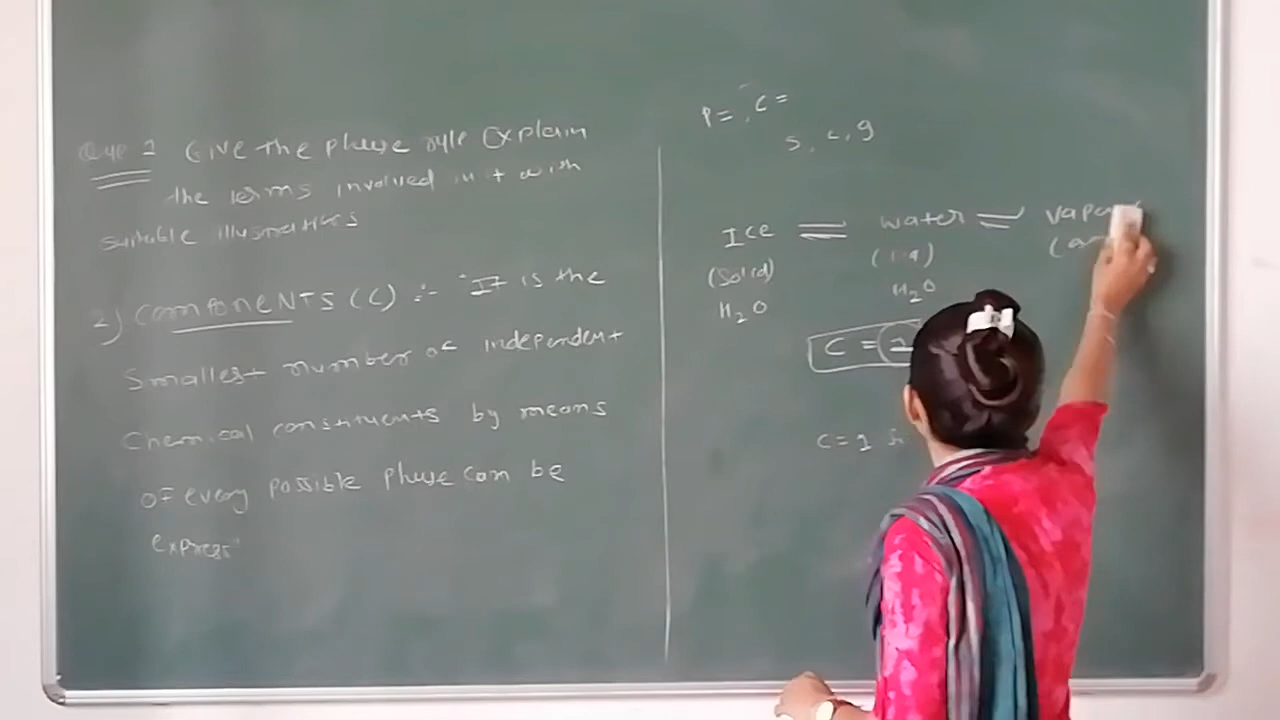 Que 1 Give the phase rule Explain
the terms involved in it with
suitable illustrations
2) COMPONENTS (C) :- "It is the
Smallest number of independent
Chemical constituents by means
of every possible phase can be
express"
P= , C=
S, L, g
Ice ⇌ water ⇌
(Solid)
H₂O H₂O
C = 1
C=1